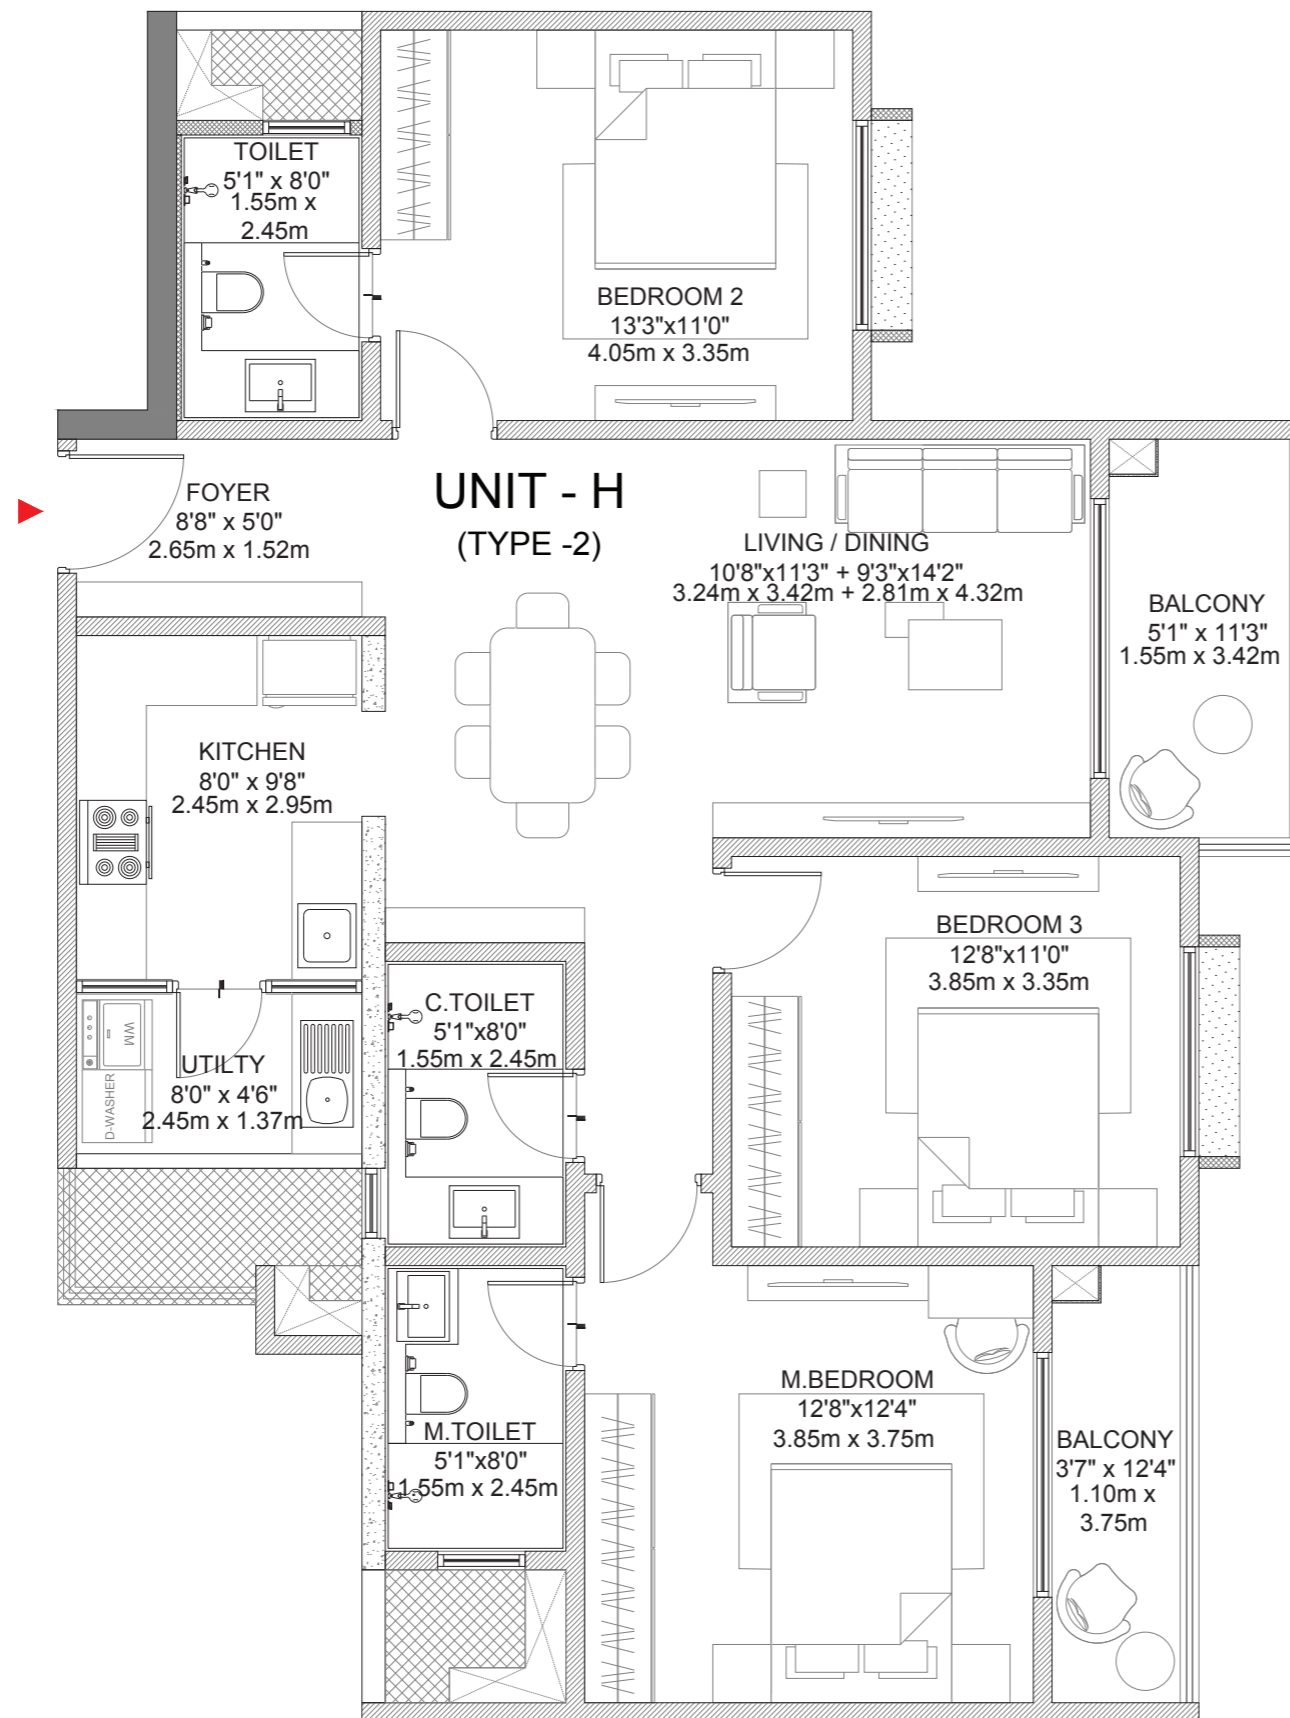 TOILET
5'1" x 8'0"
1.55m x
2.45m
BEDROOM 2
13'3"x11'0"
4.05m x 3.35m
UNIT - H
(TYPE -2)
FOYER
8'8" x 5'0"
2.65m x 1.52m
LIVING / DINING
10'8"x11'3" + 9'3"x14'2"
3.24m x 3.42m + 2.81m x 4.32m
BALCONY
5'1" x 11'3"
1.55m x 3.42m
KITCHEN
8'0" x 9'8"
2.45m x 2.95m
BEDROOM 3
12'8"x11'0"
3.85m x 3.35m
C.TOILET
5'1"x8'0"
1.55m x 2.45m
WM
UTILTY
8'0" x 4'6"
2.45m x 1.37m
D-WASHER
M.BEDROOM
12'8"x12'4"
3.85m x 3.75m
M.TOILET
5'1"x8'0"
1.55m x 2.45m
BALCONY
3'7" x 12'4"
1.10m x
3.75m